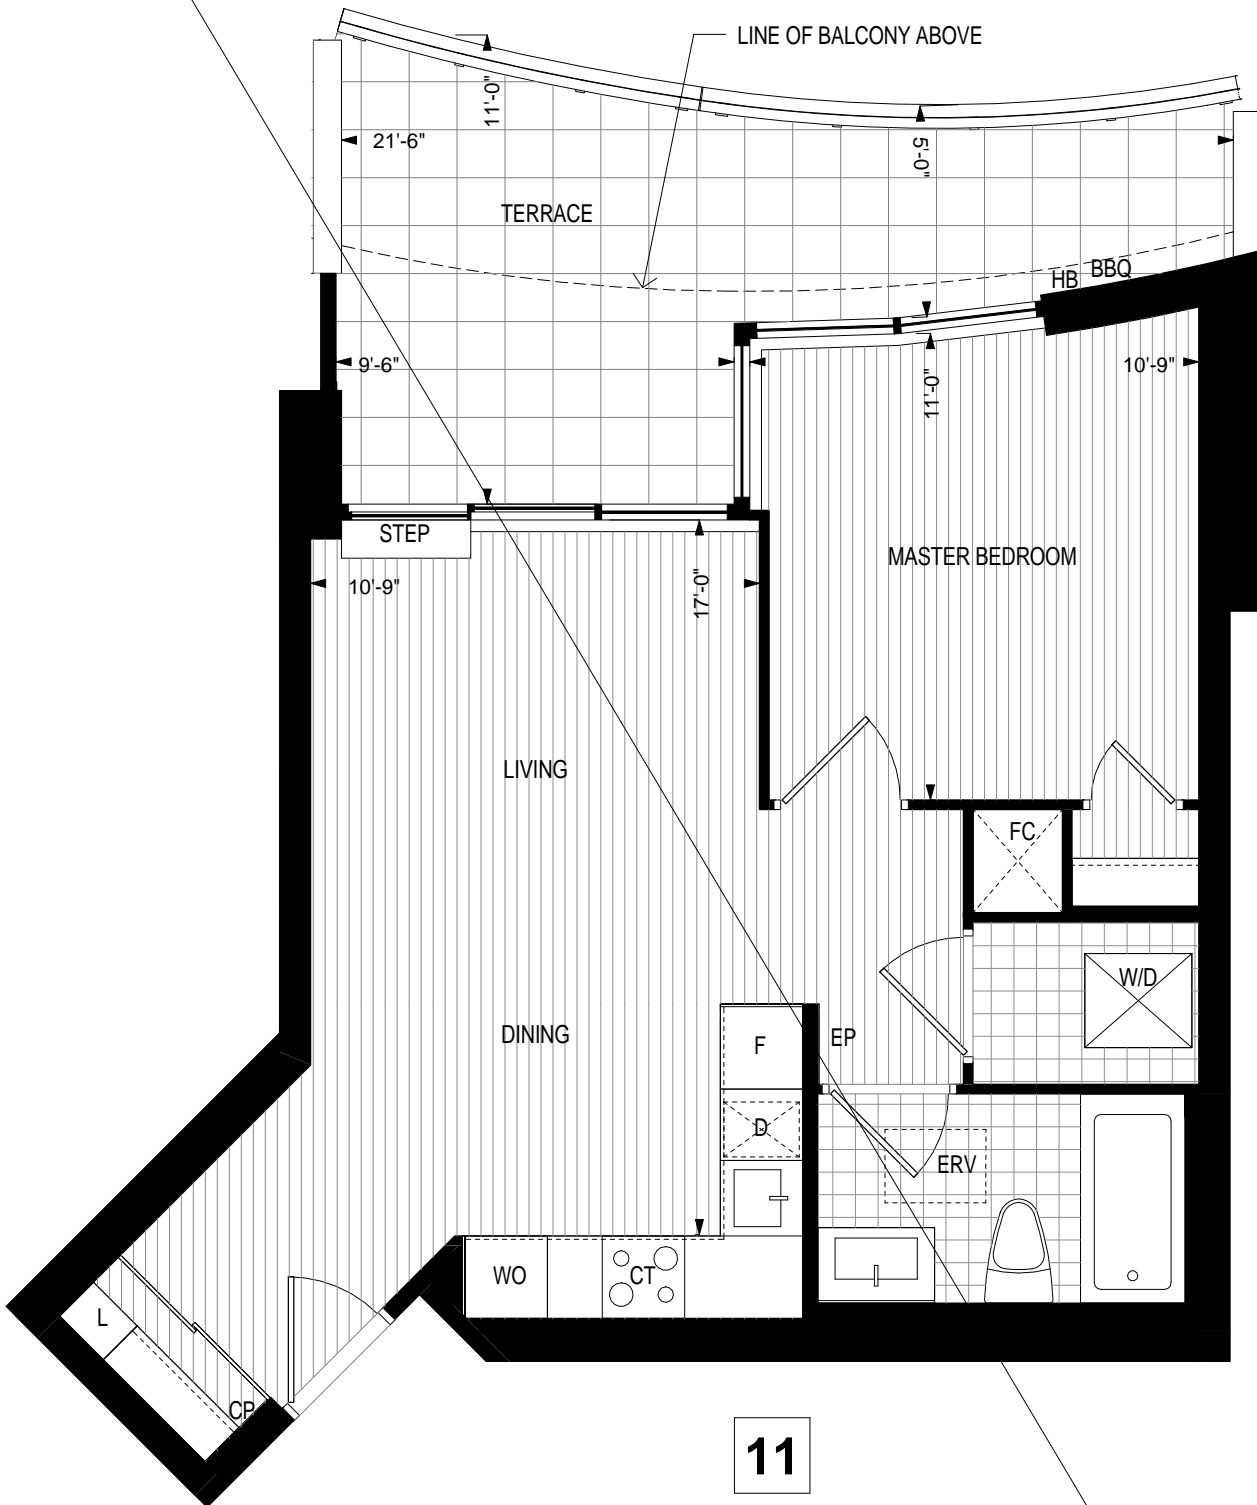 LINE OF BALCONY ABOVE
11'-0"
21'-6"
5'-0"
TERRACE
HB
BBQ
9'-6"
11'-0"
10'-9"
STEP
MASTER BEDROOM
10'-9"
17'-0"
LIVING
FC
W/D
DINING
F
EP
D
ERV
WO
CT
L
CP
11